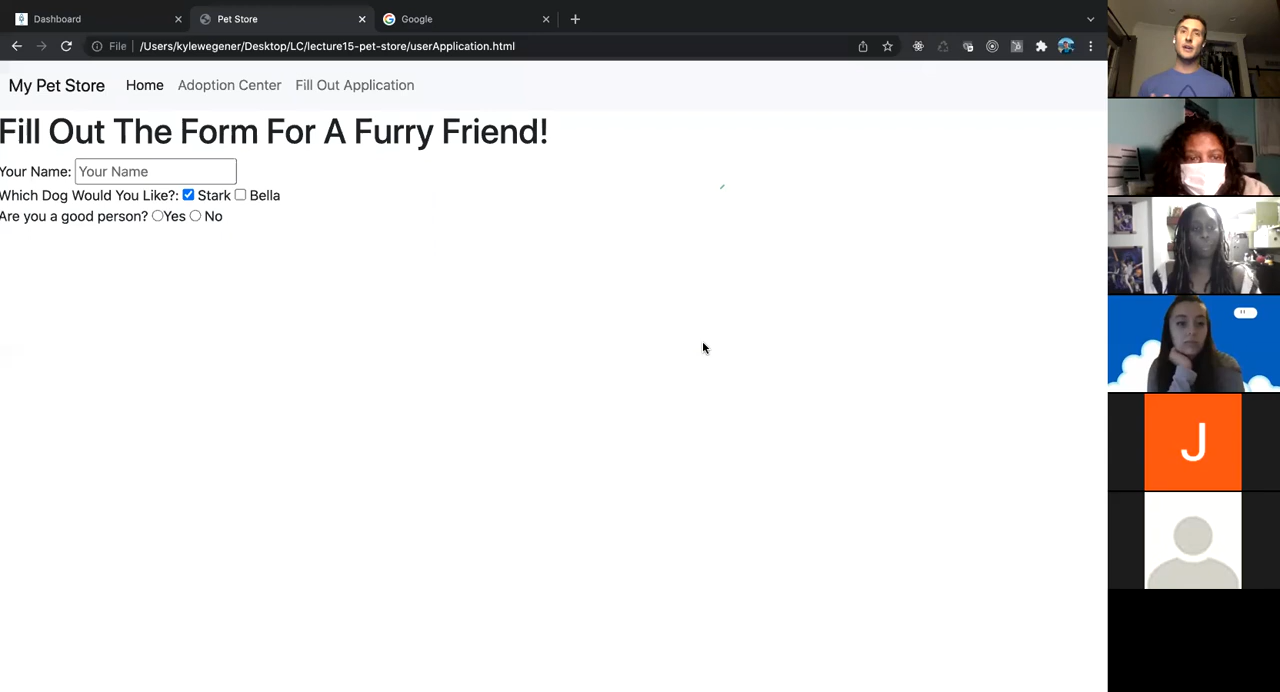 Dashboard
Pet Store
Google
File
/Users/kylewegener/Desktop/LC/lecture15-pet-store/userApplication.html
My Pet Store Home Adoption Center Fill Out Application
Fill Out The Form For A Furry Friend!
Your Name: Your Name
Which Dog Would You Like?: Stark Bella
Are you a good person? Yes No
J